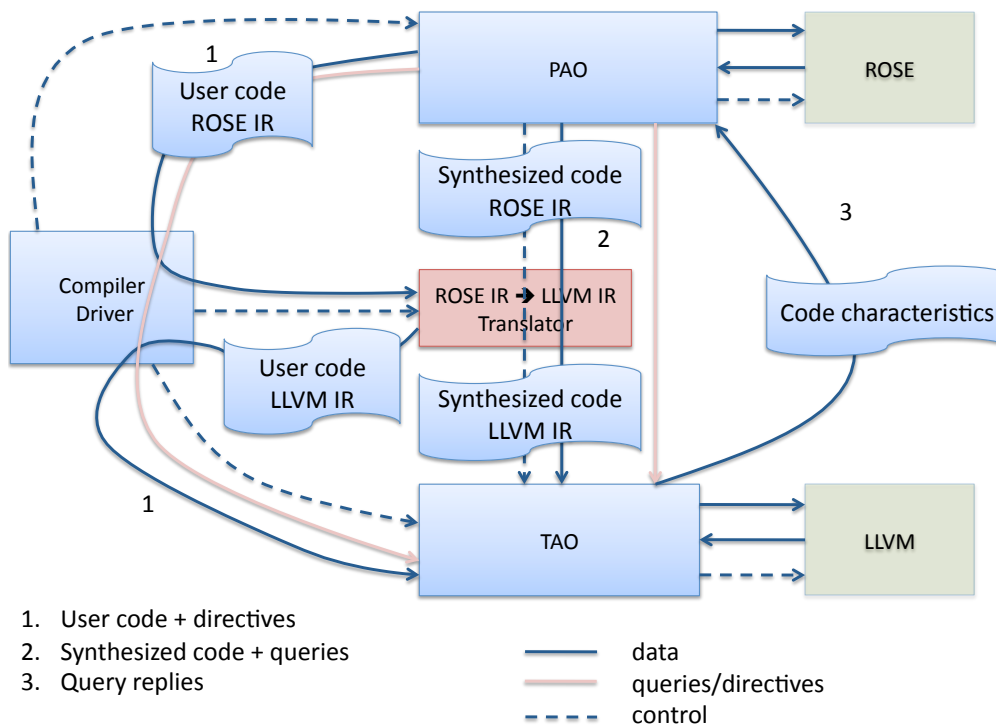 1
PAO
ROSE
User code
ROSE IR
Synthesized code
ROSE IR
2
3
Compiler
Driver
ROSE IR → LLVM IR
Translator
Code characteristics
User code
LLVM IR
Synthesized code
LLVM IR
1
TAO
LLVM
1. User code + directives
2. Synthesized code + queries
3. Query replies
data
queries/directives
control